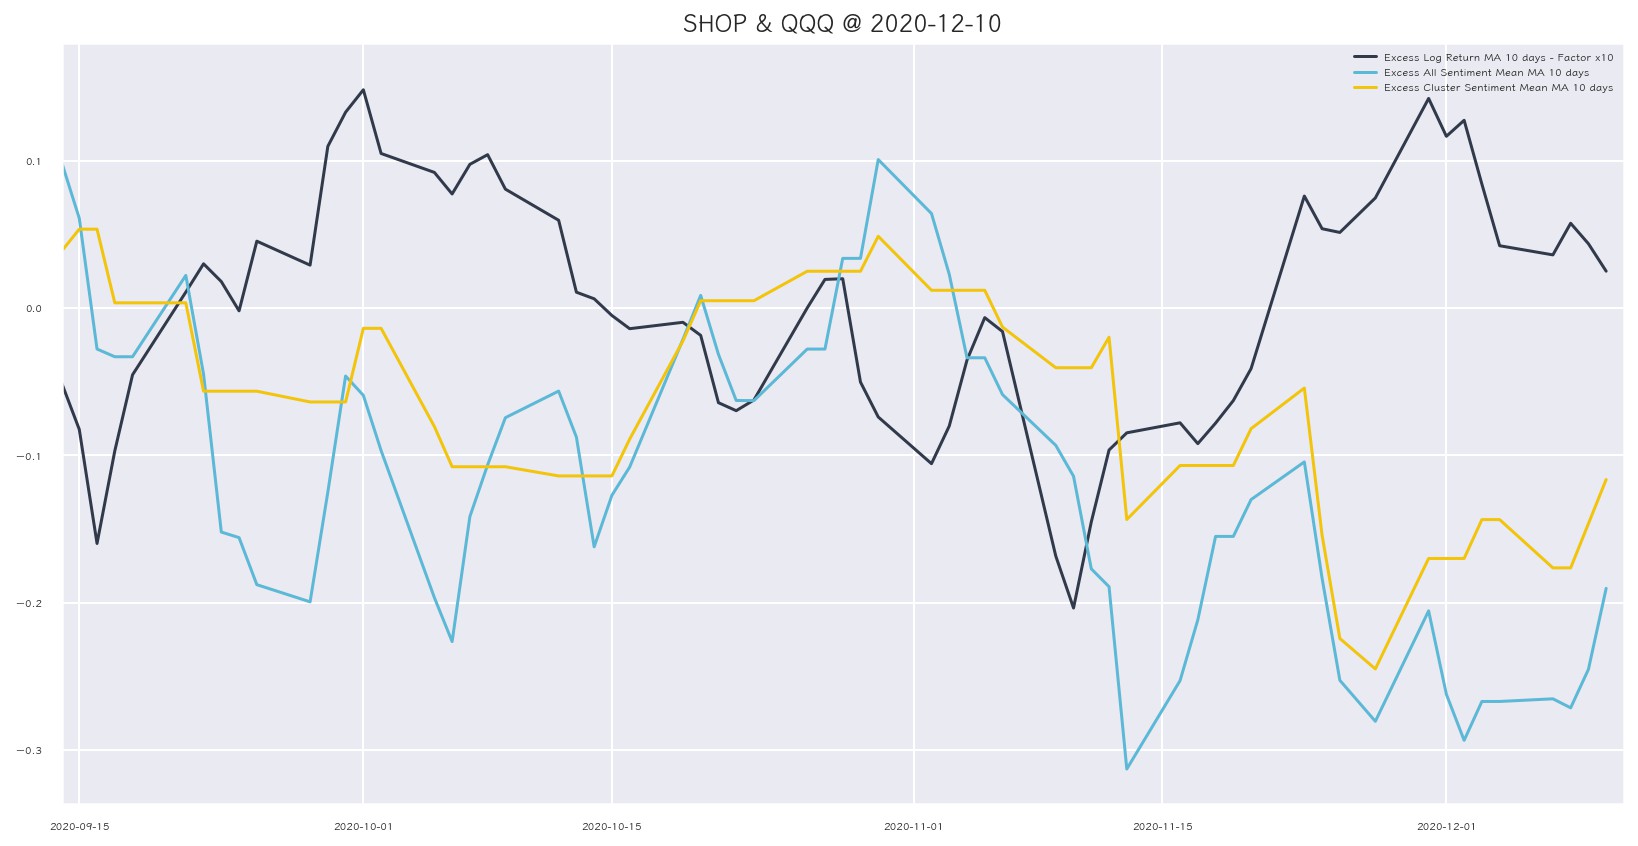 SHOP & QQQ @ 2020-12-10
Excess Log Return MA 10 days - Factor x10
Excess All Sentiment Mean MA 10 days
Excess Cluster Sentiment Mean MA 10 days
0.1
0.0
−0.1
−0.2
−0.3
2020-09-15 2020-10-01 2020-10-15 2020-11-01 2020-11-15 2020-12-01